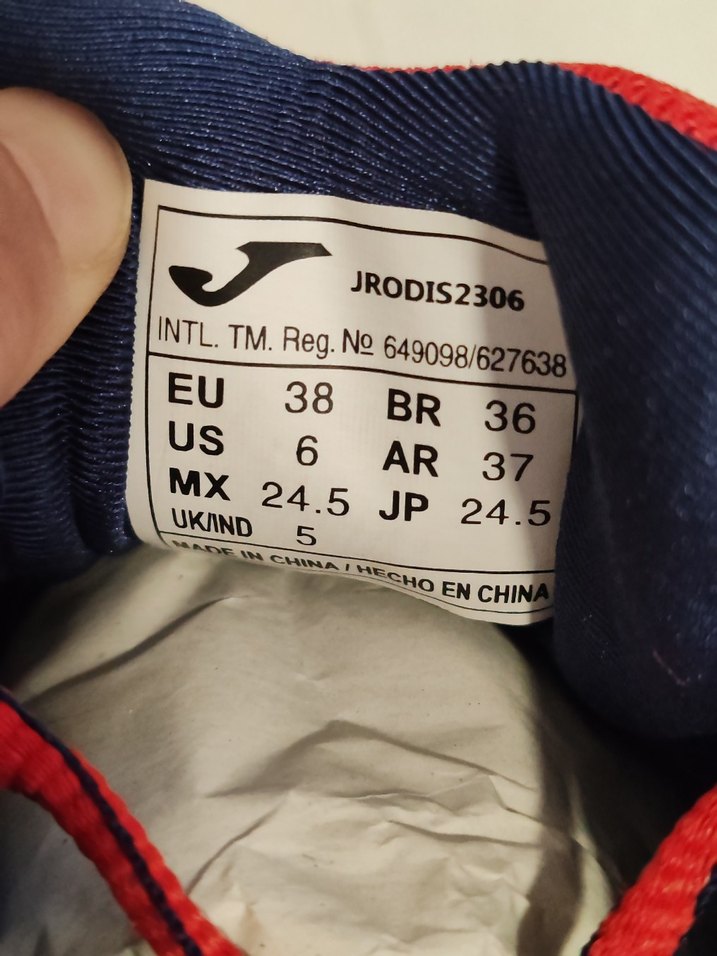 JRODIS2306
INTL. TM. Reg. Nº 649098/627638
EU 38 BR 36
US 6 AR 37
MX 24.5 JP 24.5
UK/IND 5
MADE IN CHINA / HECHO EN CHINA